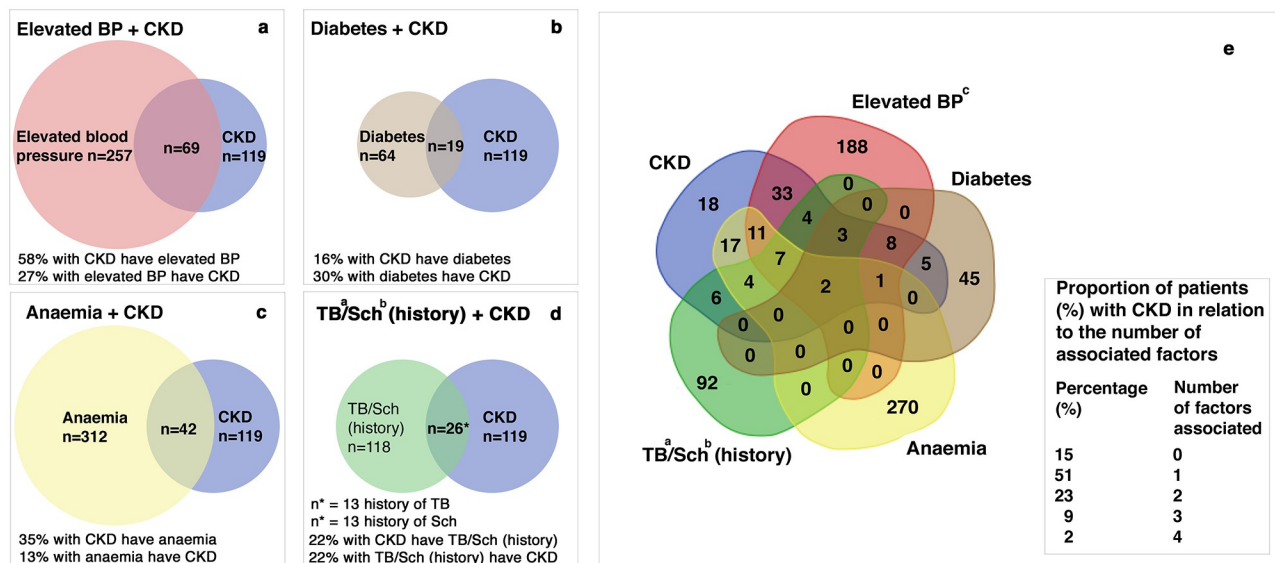 Elevated BP + CKD
a
Elevated blood
pressure n=257
n=69
CKD
n=119
58% with CKD have elevated BP
27% with elevated BP have CKD
Diabetes + CKD
b
Diabetes
n=64
n=19
CKD
n=119
16% with CKD have diabetes
30% with diabetes have CKD
Anaemia + CKD
c
Anaemia
n=312
n=42
CKD
n=119
35% with CKD have anaemia
13% with anaemia have CKD
TBᵃ/Schᵇ (history) + CKD
d
TB/Sch
(history)
n=118
n=26*
CKD
n=119
n* = 13 history of TB
n* = 13 history of Sch
22% with CKD have TB/Sch (history)
22% with TB/Sch (history) have CKD
e
Elevated BPᶜ
CKD
Diabetes
188
18
33
0
0
0
4
11
17
3
8
5
45
7
4
2
1
0
6
0
0
0
0
0
0
0
0
92
0
270
TBᵃ/Schᵇ (history)
Anaemia
Proportion of patients
(%) with CKD in relation
to the number of
associated factors
Percentage
(%)
Number
of factors
associated
15 0
51 1
23 2
9 3
2 4